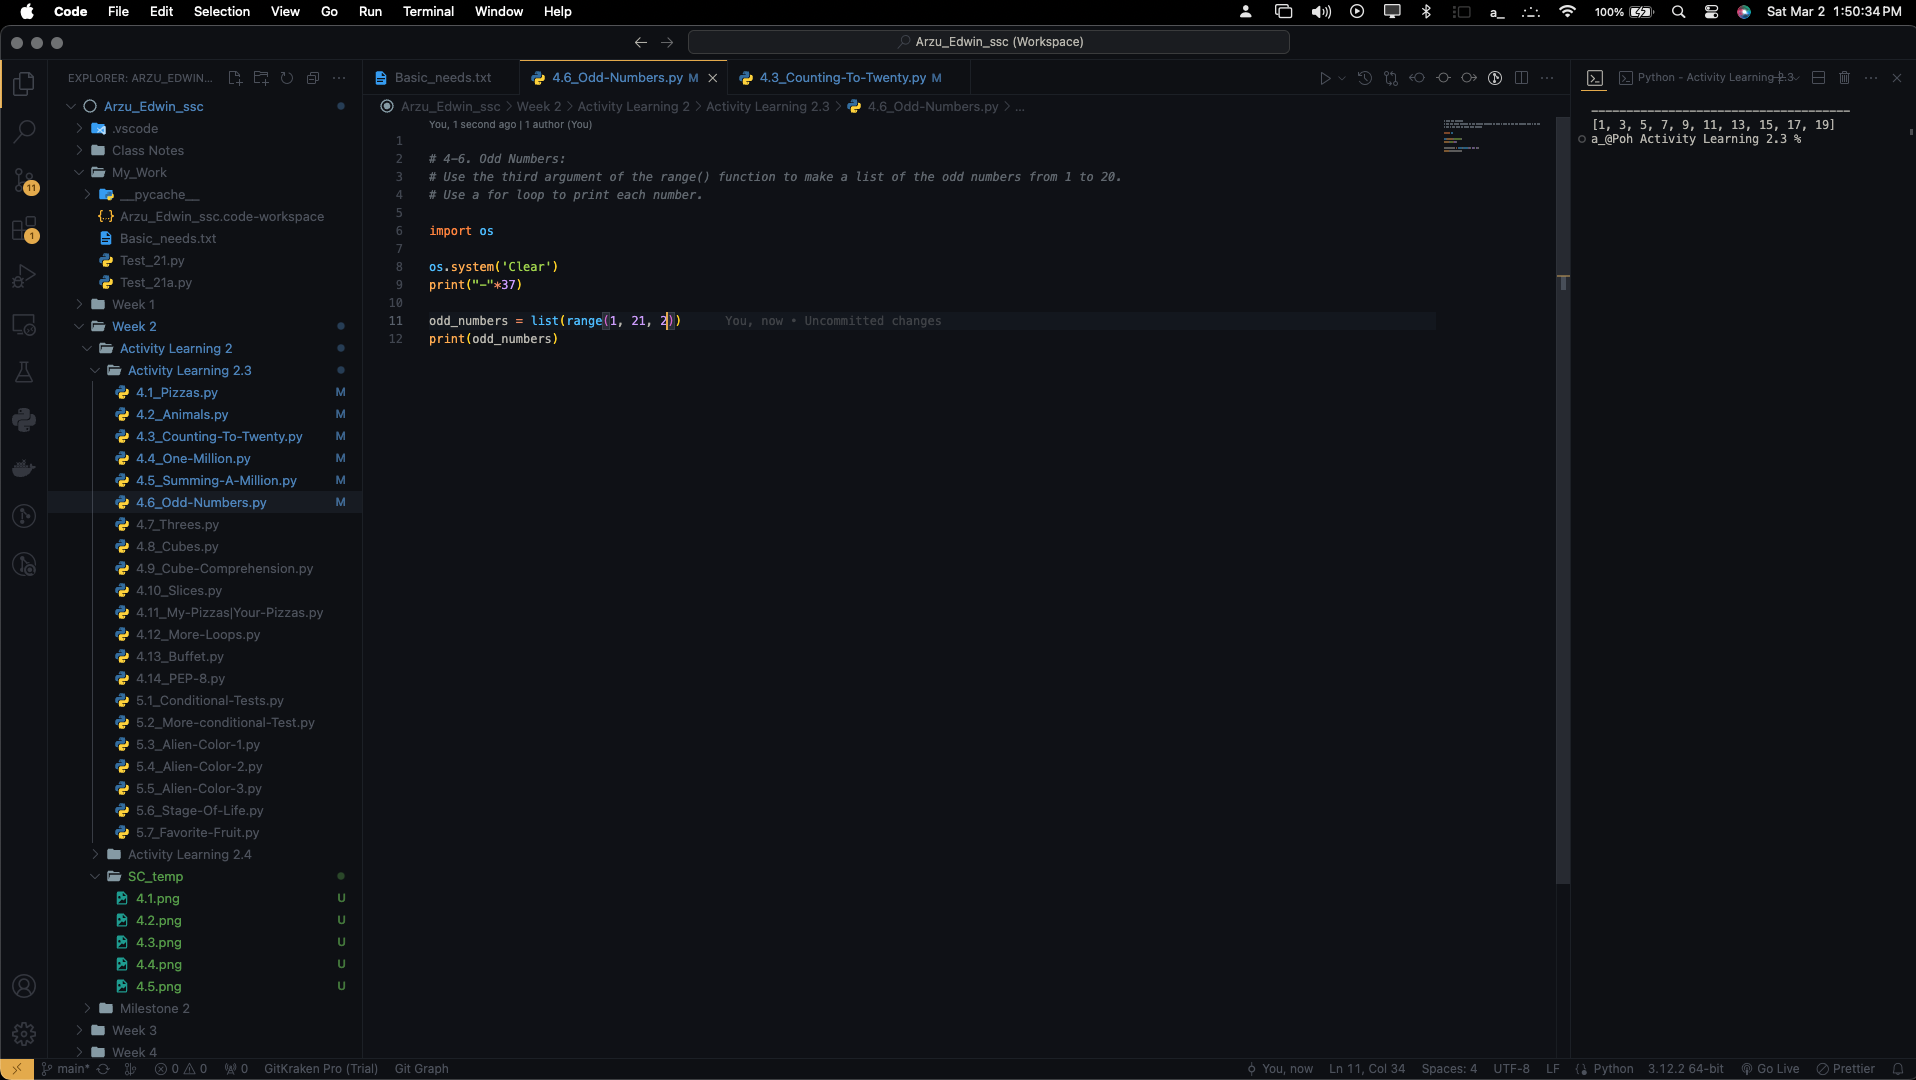 Code File Edit Selection View Go Run Terminal Window Help
a_ 100% Sat Mar 2 1:50:34 PM
Arzu_Edwin_ssc (Workspace)
EXPLORER: ARZU_EDWIN...
Arzu_Edwin_ssc
.vscode
Class Notes
My_Work
__pycache__
Arzu_Edwin_ssc.code-workspace
Basic_needs.txt
Test_21.py
Test_21a.py
Week 1
Week 2
Activity Learning 2
Activity Learning 2.3
4.1_Pizzas.py M
4.2_Animals.py M
4.3_Counting-To-Twenty.py M
4.4_One-Million.py M
4.5_Summing-A-Million.py M
4.6_Odd-Numbers.py M
4.7_Threes.py
4.8_Cubes.py
4.9_Cube-Comprehension.py
4.10_Slices.py
4.11_My-Pizzas|Your-Pizzas.py
4.12_More-Loops.py
4.13_Buffet.py
4.14_PEP-8.py
5.1_Conditional-Tests.py
5.2_More-conditional-Test.py
5.3_Alien-Color-1.py
5.4_Alien-Color-2.py
5.5_Alien-Color-3.py
5.6_Stage-Of-Life.py
5.7_Favorite-Fruit.py
Activity Learning 2.4
SC_temp
4.1.png U
4.2.png U
4.3.png U
4.4.png U
4.5.png U
Milestone 2
Week 3
Week 4
11
1
Basic_needs.txt
4.6_Odd-Numbers.py M
4.3_Counting-To-Twenty.py M
Arzu_Edwin_ssc > Week 2 > Activity Learning 2 > Activity Learning 2.3 > 4.6_Odd-Numbers.py > ...
You, 1 second ago | 1 author (You)
1
2 # 4-6. Odd Numbers:
3 # Use the third argument of the range() function to make a list of the odd numbers from 1 to 20.
4 # Use a for loop to print each number.
5
6 import os
7
8 os.system('Clear')
9 print("-"*37)
10
11 odd_numbers = list(range(1, 21, 2)) You, now • Uncommitted changes
12 print(odd_numbers)
Python - Activity Learning 2.3
-------------------------------------
[1, 3, 5, 7, 9, 11, 13, 15, 17, 19]
a_@Poh Activity Learning 2.3 %
main* 0 0 0 GitKraken Pro (Trial) Git Graph
You, now Ln 11, Col 34 Spaces: 4 UTF-8 LF Python 3.12.2 64-bit Go Live Prettier